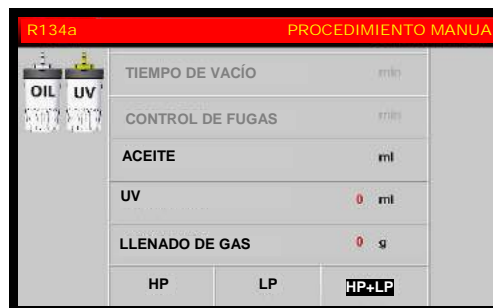 R134a PROCEDIMIENTO MANUA
OIL UV
TIEMPO DE VACÍO min
CONTROL DE FUGAS min
ACEITE ml
UV 0 ml
LLENADO DE GAS 0 g
HP LP HP+LP